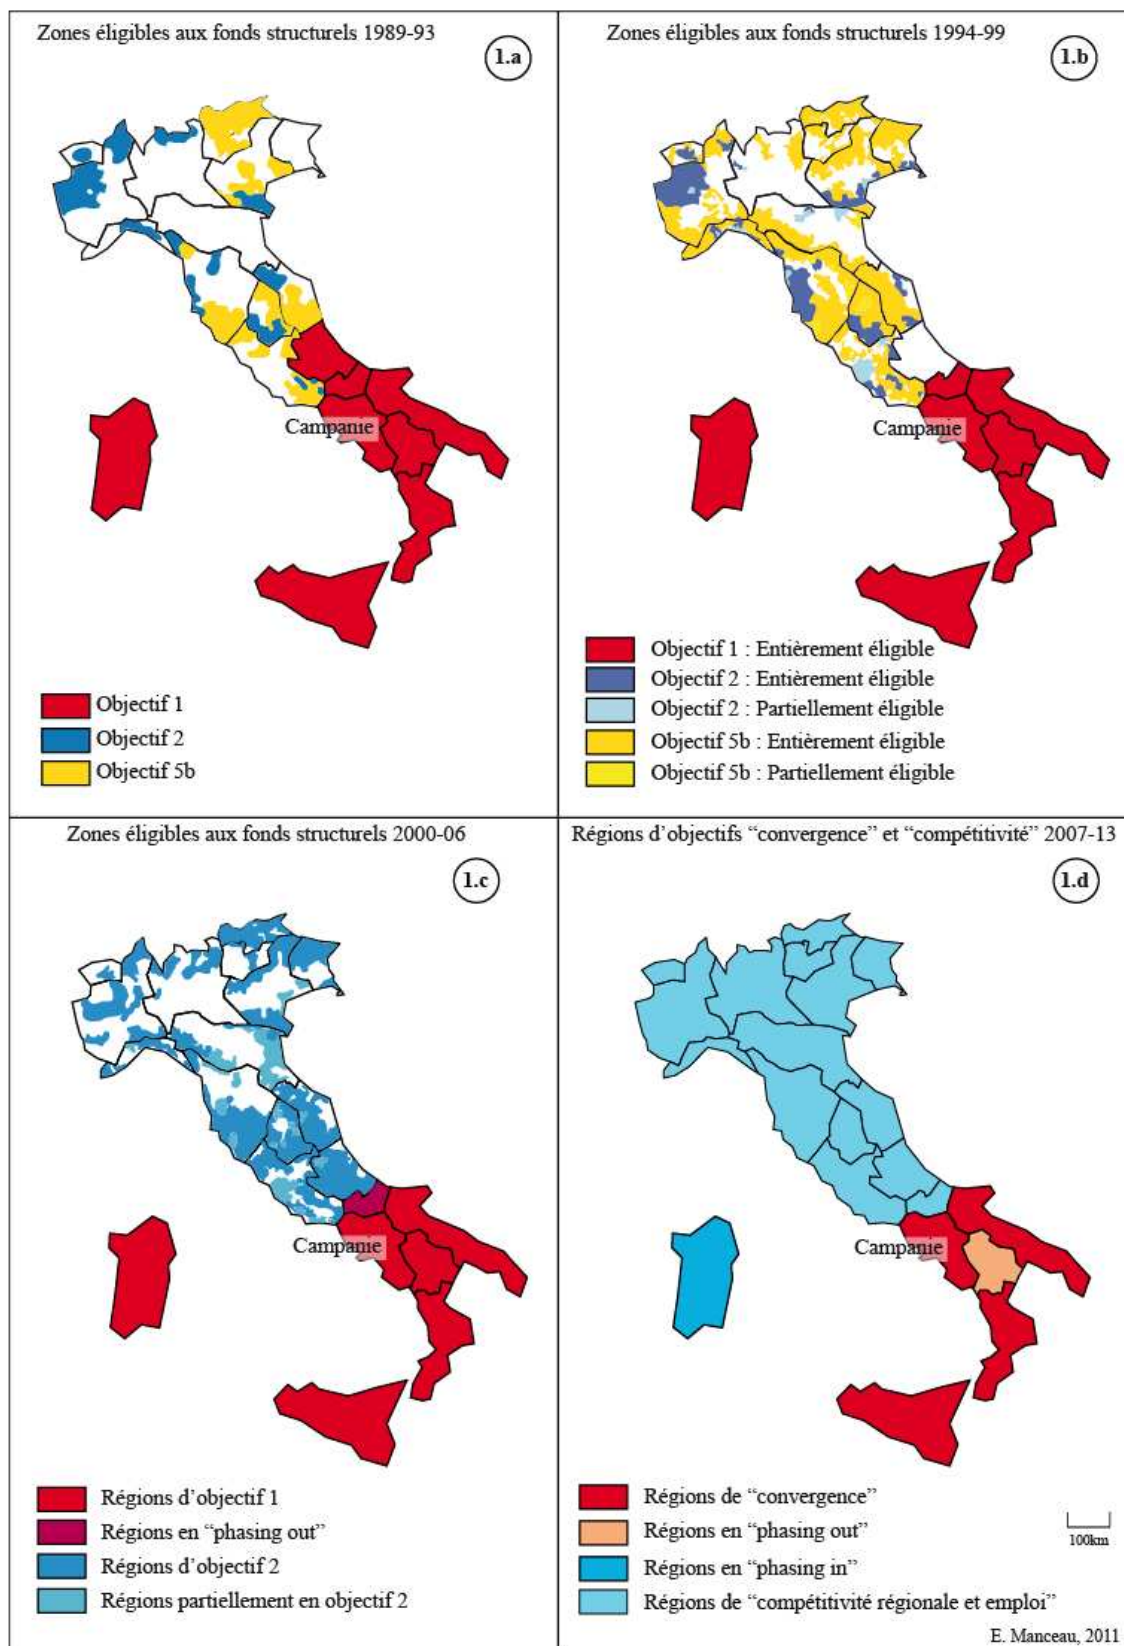 Zones éligibles aux fonds structurels 1989-93
1.a
Campanie
Objectif 1
Objectif 2
Objectif 5b
Zones éligibles aux fonds structurels 1994-99
1.b
Campanie
Objectif 1 : Entièrement éligible
Objectif 2 : Entièrement éligible
Objectif 2 : Partiellement éligible
Objectif 5b : Entièrement éligible
Objectif 5b : Partiellement éligible
Zones éligibles aux fonds structurels 2000-06
1.c
Campanie
Régions d’objectif 1
Régions en “phasing out”
Régions d’objectif 2
Régions partiellement en objectif 2
Régions d’objectifs “convergence” et “compétitivité” 2007-13
1.d
Campanie
Régions de “convergence”
Régions en “phasing out”
Régions en “phasing in”
Régions de “compétitivité régionale et emploi”
100km
E. Manceau, 2011